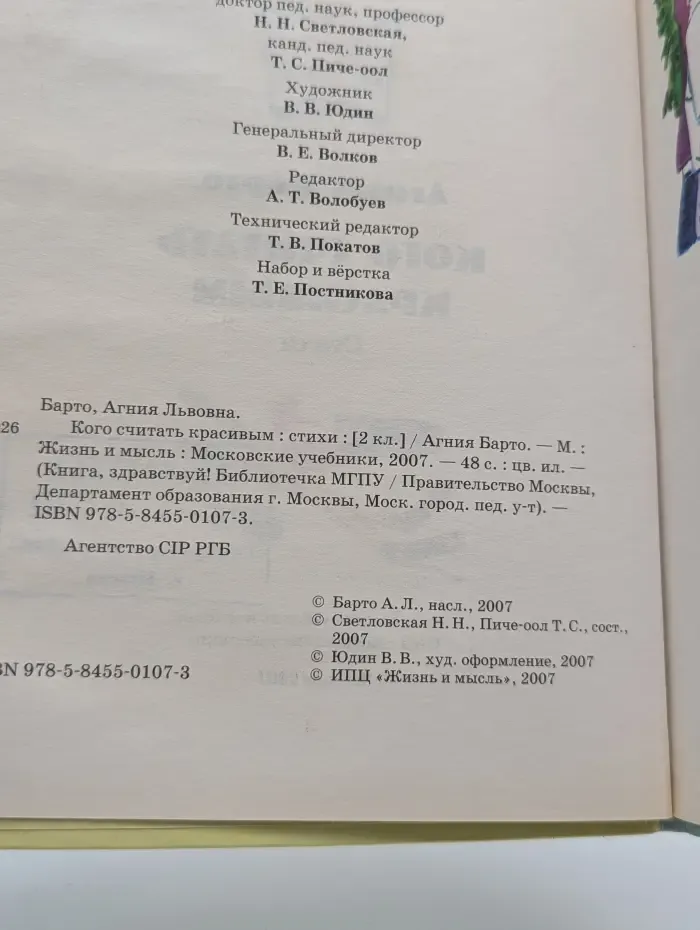 доктор пед. наук, профессор
Н. Н. Светловская,
канд. пед. наук
Т. С. Пиче-оол
Художник
В. В. Юдин
Генеральный директор
В. Е. Волков
Редактор
А. Т. Волобуев
Технический редактор
Т. В. Покатов
Набор и вёрстка
Т. Е. Постникова
Барто, Агния Львовна.
26 Кого считать красивым : стихи : [2 кл.] / Агния Барто. — М. :
Жизнь и мысль : Московские учебники, 2007. — 48 с. : цв. ил. —
(Книга, здравствуй! Библиотечка МГПУ / Правительство Москвы,
Департамент образования г. Москвы, Моск. город. пед. у-т). —
ISBN 978-5-8455-0107-3.
Агентство CIP РГБ
© Барто А. Л., насл., 2007
© Светловская Н. Н., Пиче-оол Т. С., сост.,
2007
© Юдин В. В., худ. оформление, 2007
© ИПЦ «Жизнь и мысль», 2007
BN 978-5-8455-0107-3